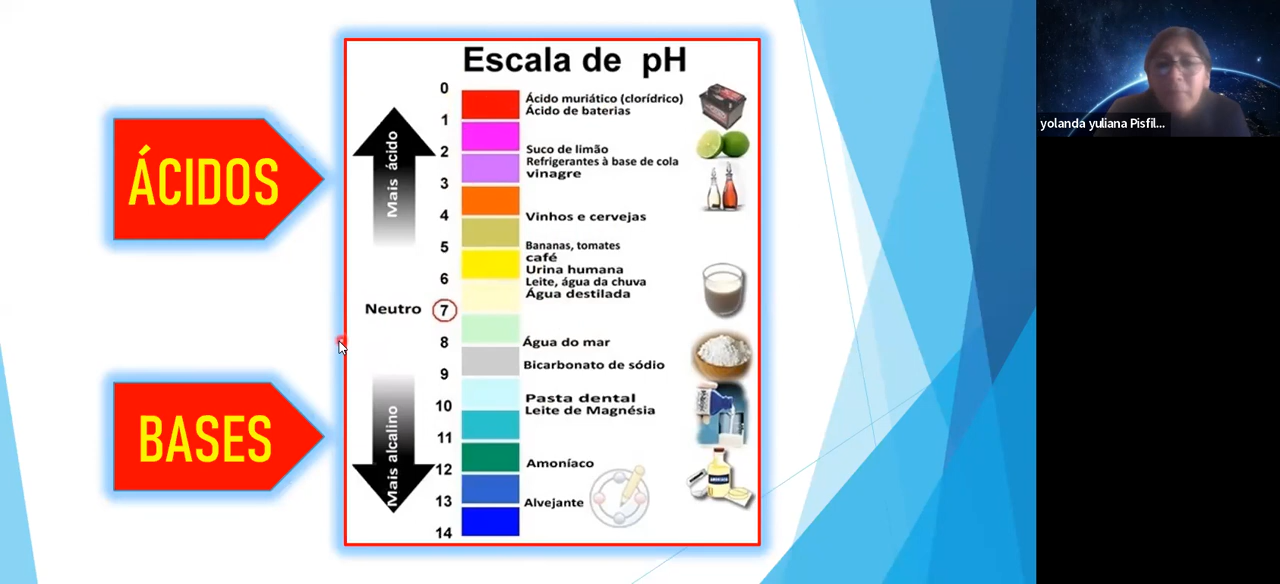 Escala de pH
ÁCIDOS
BASES
Mais ácido
Neutro
Mais alcalino
0
1
2
3
4
5
6
7
8
9
10
11
12
13
14
Ácido muriático (clorídrico)
Ácido de baterias
Suco de limão
Refrigerantes à base de cola
vinagre
Vinhos e cervejas
Bananas, tomates
café
Urina humana
Leite, água da chuva
Água destilada
Água do mar
Bicarbonato de sódio
Pasta dental
Leite de Magnésia
Amoníaco
Alvejante
yolanda yuliana Pisfil...